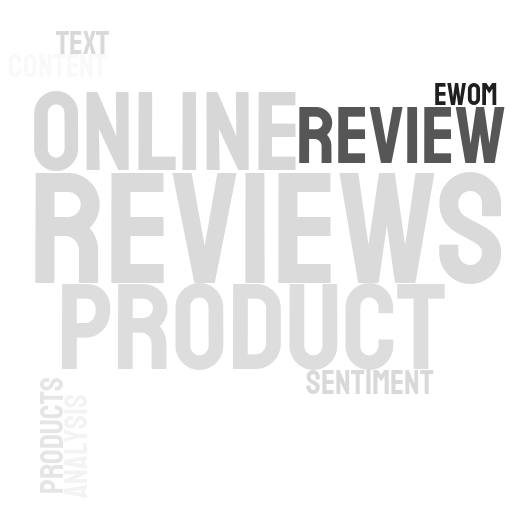 TEXT
CONTENT
EWOM
ONLINE REVIEW
REVIEWS
PRODUCT
SENTIMENT
PRODUCTS
ANALYSIS